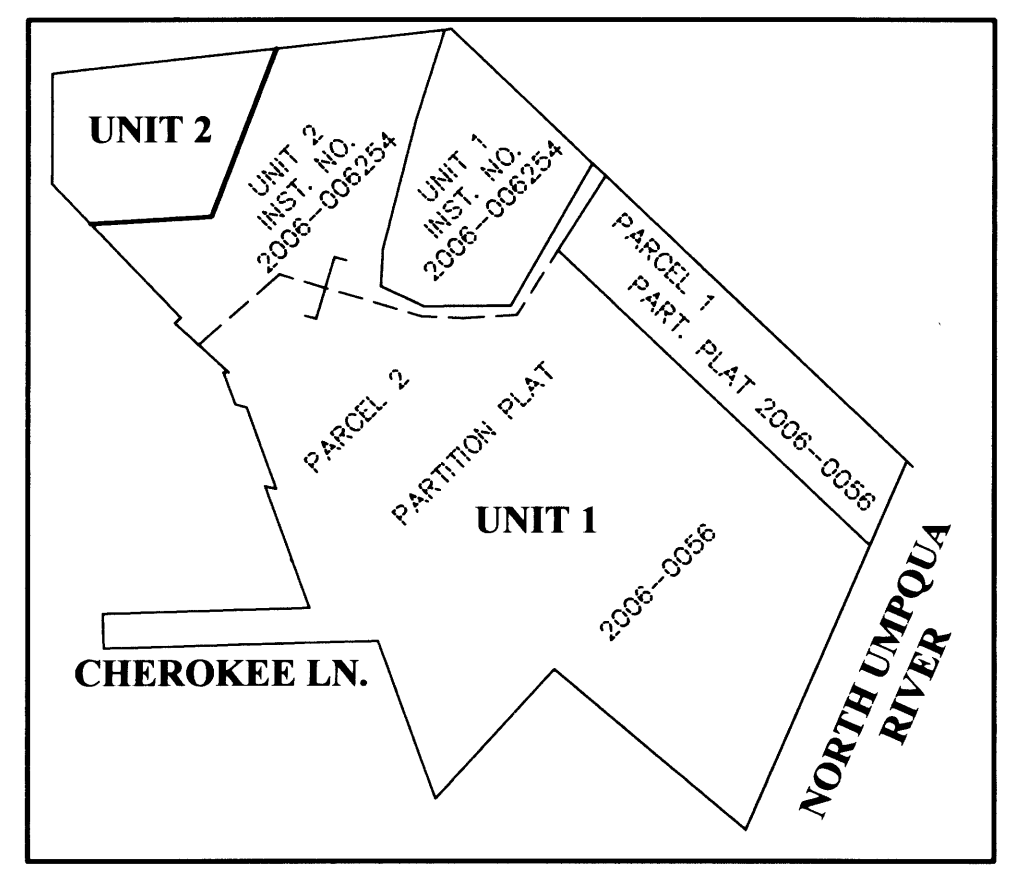 UNIT 2
UNIT 2
INST. NO.
2006-006254
UNIT 1
INST. NO.
2006-006254
PARCEL 1
PART. PLAT 2006-0056
PARCEL 2
PARTITION PLAT
2006-0056
UNIT 1
CHEROKEE LN.
NORTH UMPQUA
RIVER